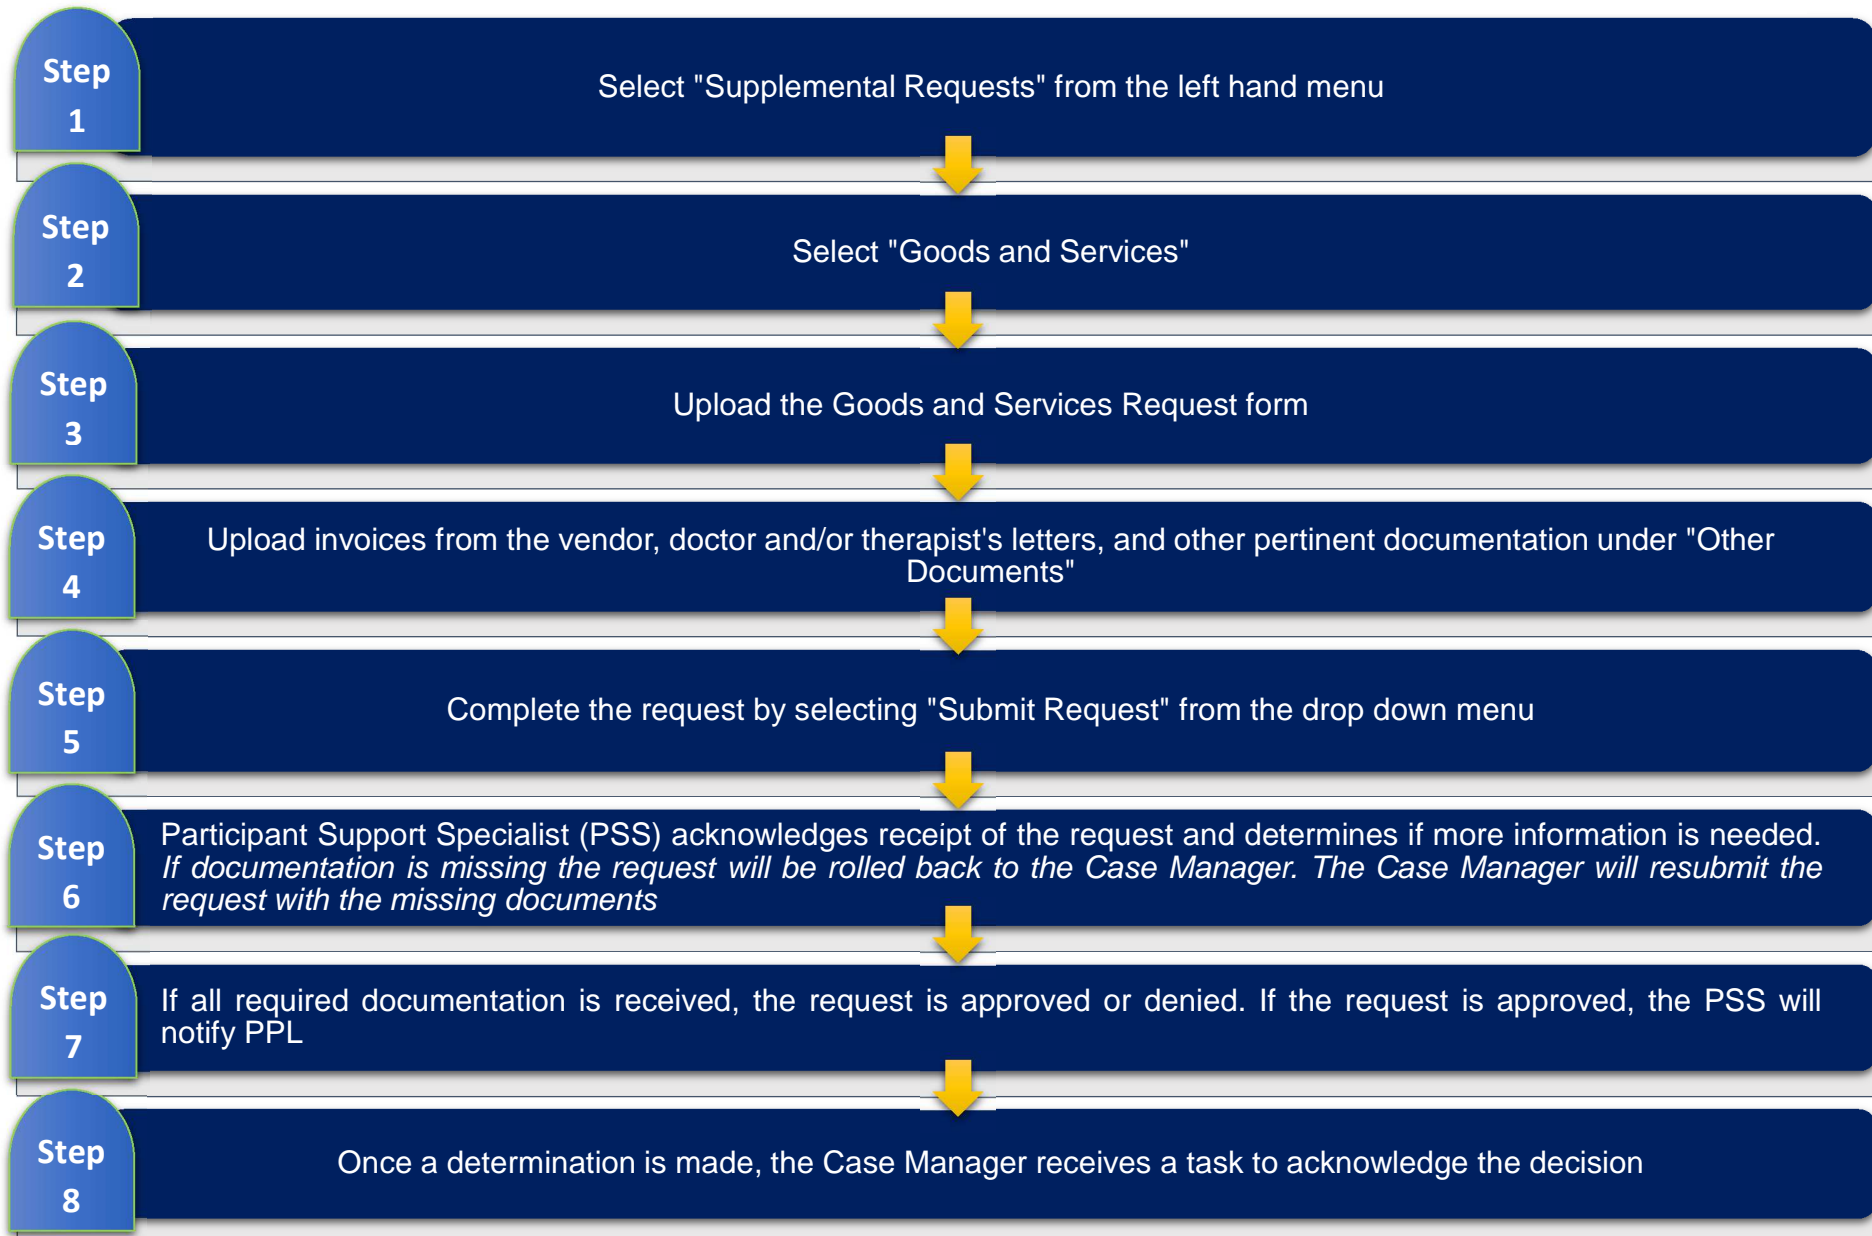 Step
1
Select "Supplemental Requests" from the left hand menu
Step
2
Select "Goods and Services"
Step
3
Upload the Goods and Services Request form
Step
4
Upload invoices from the vendor, doctor and/or therapist's letters, and other pertinent documentation under "Other
Documents"
Step
5
Complete the request by selecting "Submit Request" from the drop down menu
Step
6
Participant Support Specialist (PSS) acknowledges receipt of the request and determines if more information is needed.
If documentation is missing the request will be rolled back to the Case Manager. The Case Manager will resubmit the
request with the missing documents
Step
7
If all required documentation is received, the request is approved or denied. If the request is approved, the PSS will
notify PPL
Step
8
Once a determination is made, the Case Manager receives a task to acknowledge the decision